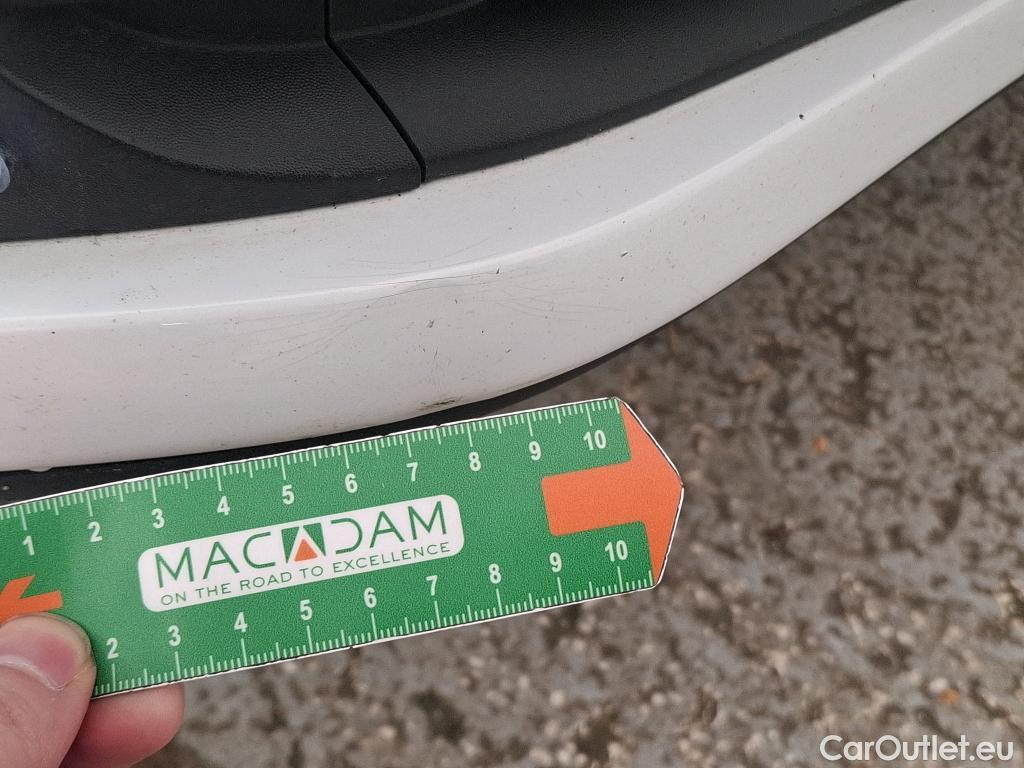 1 2 3 4 5 6 7 8 9 10
MACADAM
ON THE ROAD TO EXCELLENCE
2 3 4 5 6 7 8 9 10
CarOutlet.eu